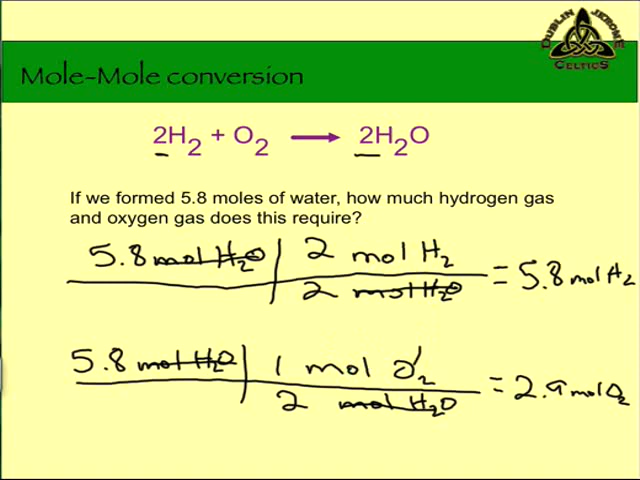 DUBLIN JEROME
CELTICS
Mole-Mole conversion
2H2 + O2 → 2H2O
If we formed 5.8 moles of water, how much hydrogen gas
and oxygen gas does this require?
5.8 mol H2O | 2 mol H2
2 mol H2O = 5.8 mol H2
5.8 mol H2O | 1 mol O2
2 mol H2O = 2.9 mol O2